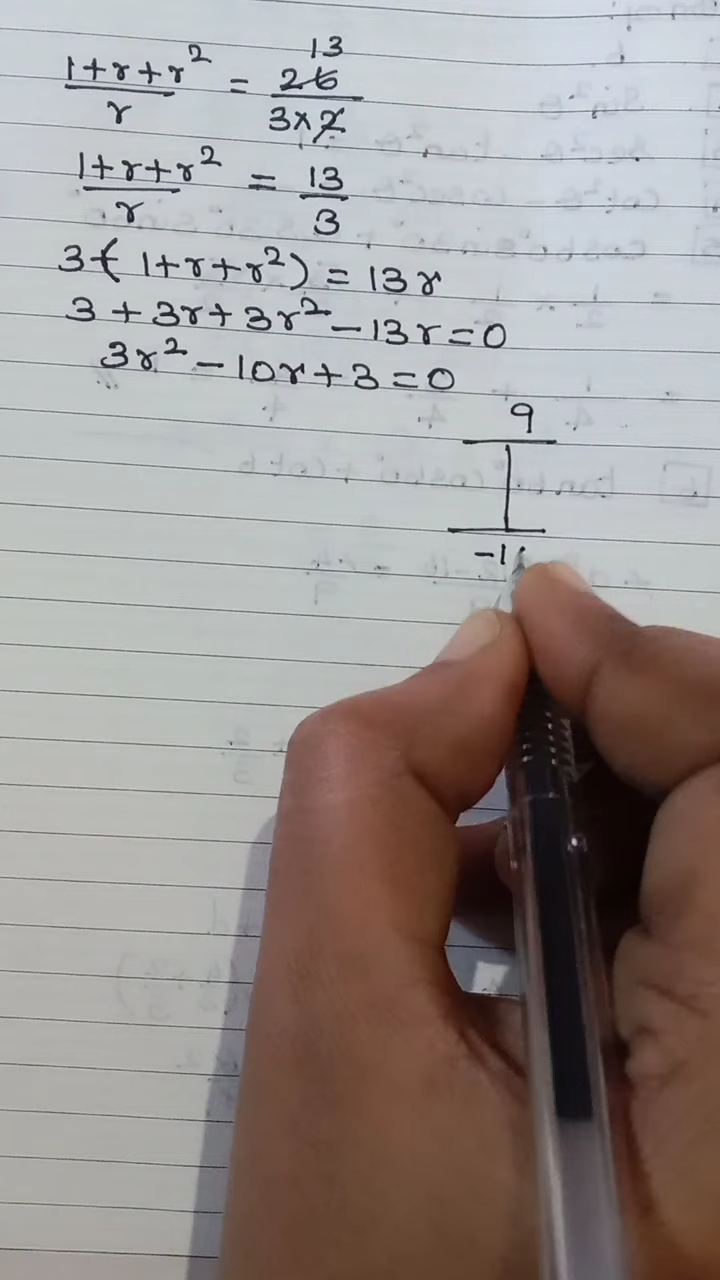 13
1+r+r² / r = 26 / 3×2
1+r+r² / r = 13 / 3
3(1+r+r²) = 13r
3+3r+3r²-13r=0
3r²-10r+3=0
9
-1